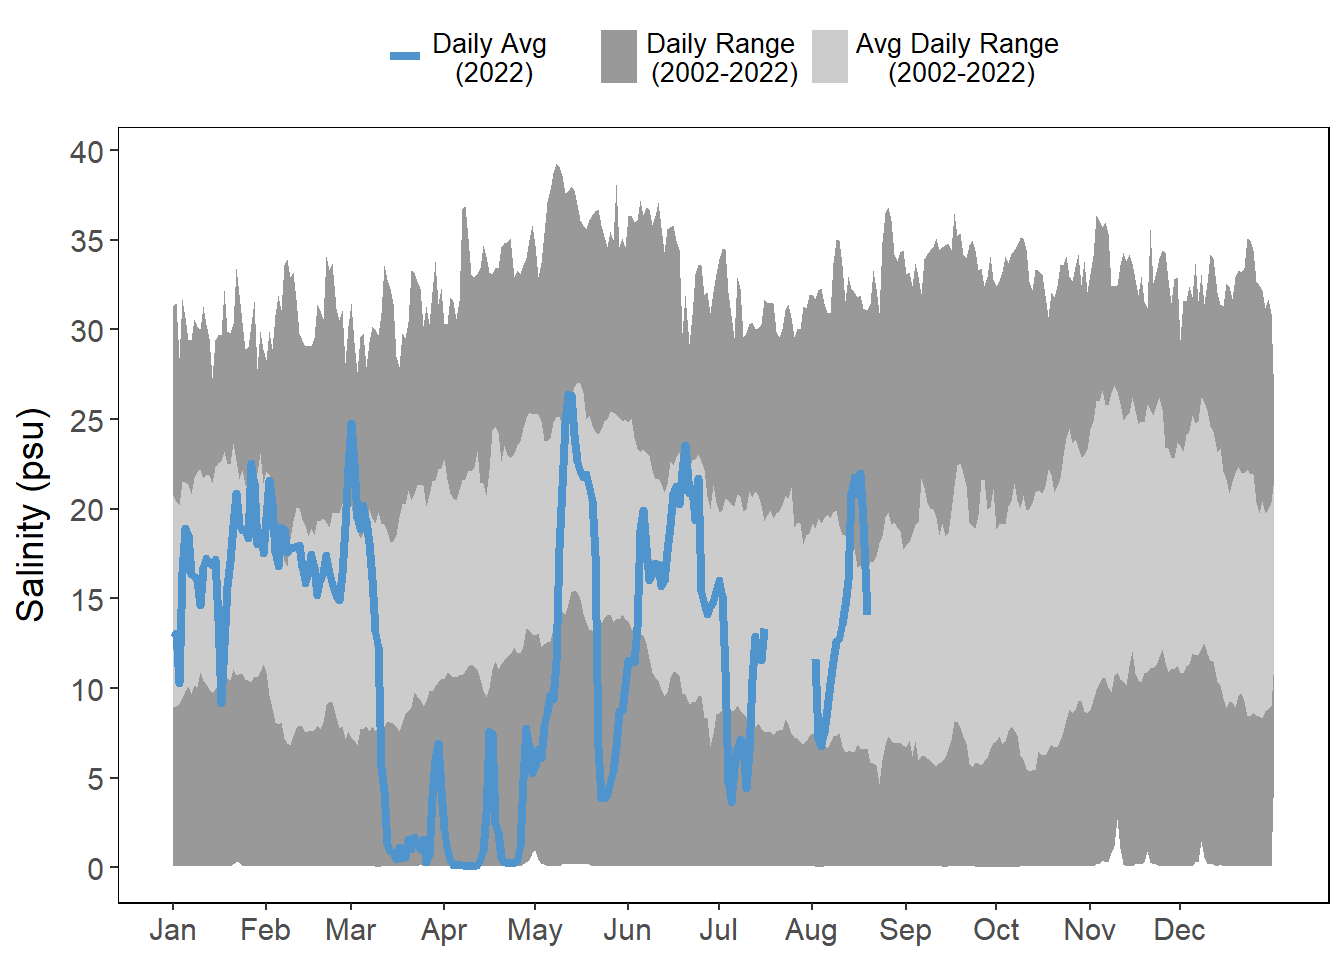 Daily Avg
(2022)
Daily Range
(2002-2022)
Avg Daily Range
(2002-2022)
Salinity (psu)
40
35
30
25
20
15
10
5
0
Jan Feb Mar Apr May Jun Jul Aug Sep Oct Nov Dec